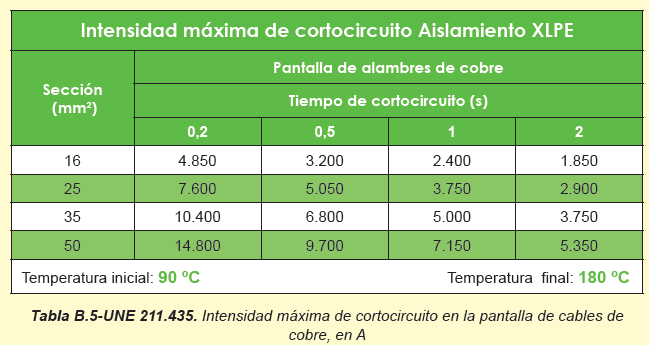 Intensidad máxima de cortocircuito Aislamiento XLPE
Sección (mm²)
Pantalla de alambres de cobre
Tiempo de cortocircuito (s)
0,2 0,5 1 2
16 4.850 3.200 2.400 1.850
25 7.600 5.050 3.750 2.900
35 10.400 6.800 5.000 3.750
50 14.800 9.700 7.150 5.350
Temperatura inicial: 90 ºC Temperatura final: 180 ºC
Tabla B.5-UNE 211.435. Intensidad máxima de cortocircuito en la pantalla de cables de
cobre, en A